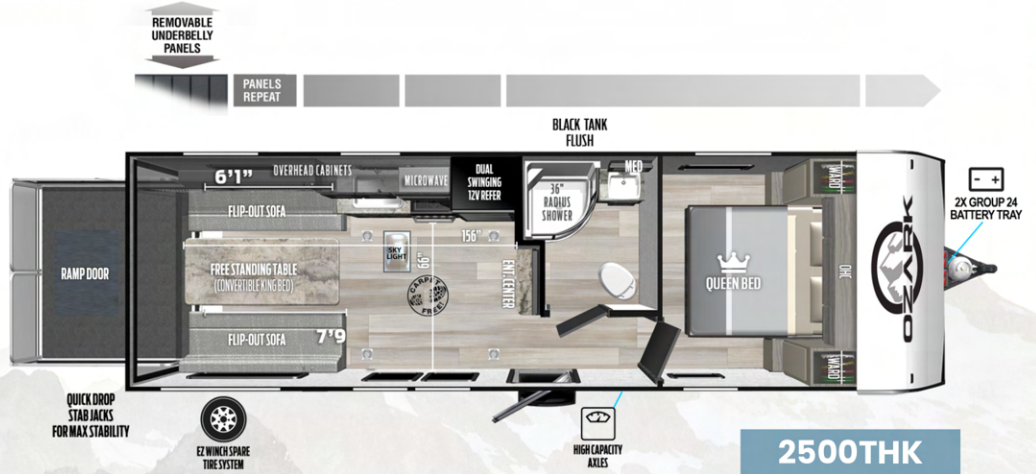 REMOVABLE
UNDERBELLY
PANELS
PANELS
REPEAT
BLACK TANK
FLUSH
6'1"
OVERHEAD CABINETS
MICROWAVE
DUAL
SWINGING
12V REFER
36"
RADIUS
SHOWER
MED
WARD
- +
2X GROUP 24
BATTERY TRAY
FLIP-OUT SOFA
RAMP DOOR
FREE STANDING TABLE
(CONVERTIBLE KING BED)
SKY
LIGHT
156"
99"
CARPET
FREE!
ENT CENTER
QUEEN BED
OHC
OZARK
FLIP-OUT SOFA
7'9
WARD
QUICK DROP
STAB JACKS
FOR MAX STABILITY
EZ WINCH SPARE
TIRE SYSTEM
HIGH CAPACITY
AXLES
2500THK